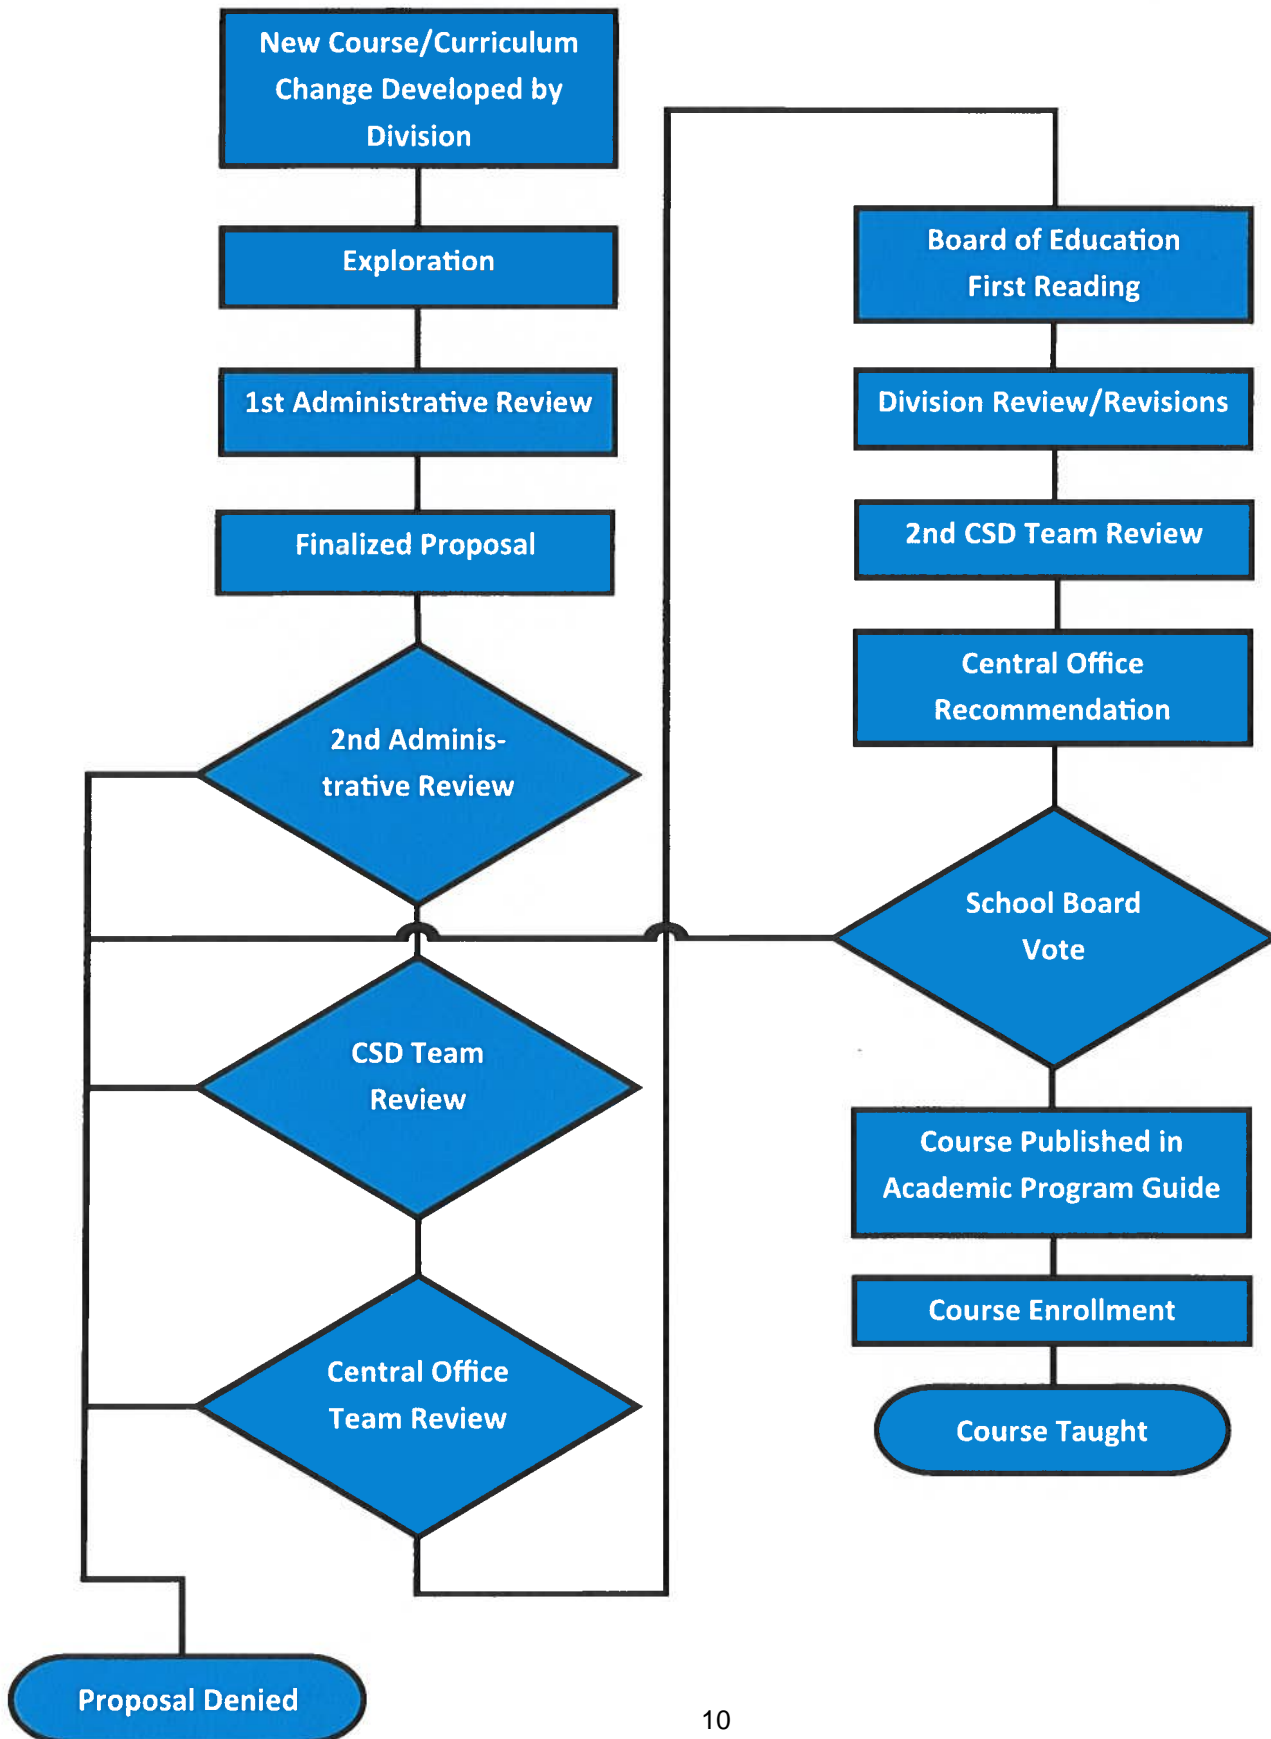 New Course/Curriculum
Change Developed by
Division
Exploration
1st Administrative Review
Finalized Proposal
2nd Adminis-
trative Review
CSD Team
Review
Central Office
Team Review
Proposal Denied
Board of Education
First Reading
Division Review/Revisions
2nd CSD Team Review
Central Office
Recommendation
School Board
Vote
Course Published in
Academic Program Guide
Course Enrollment
Course Taught
10